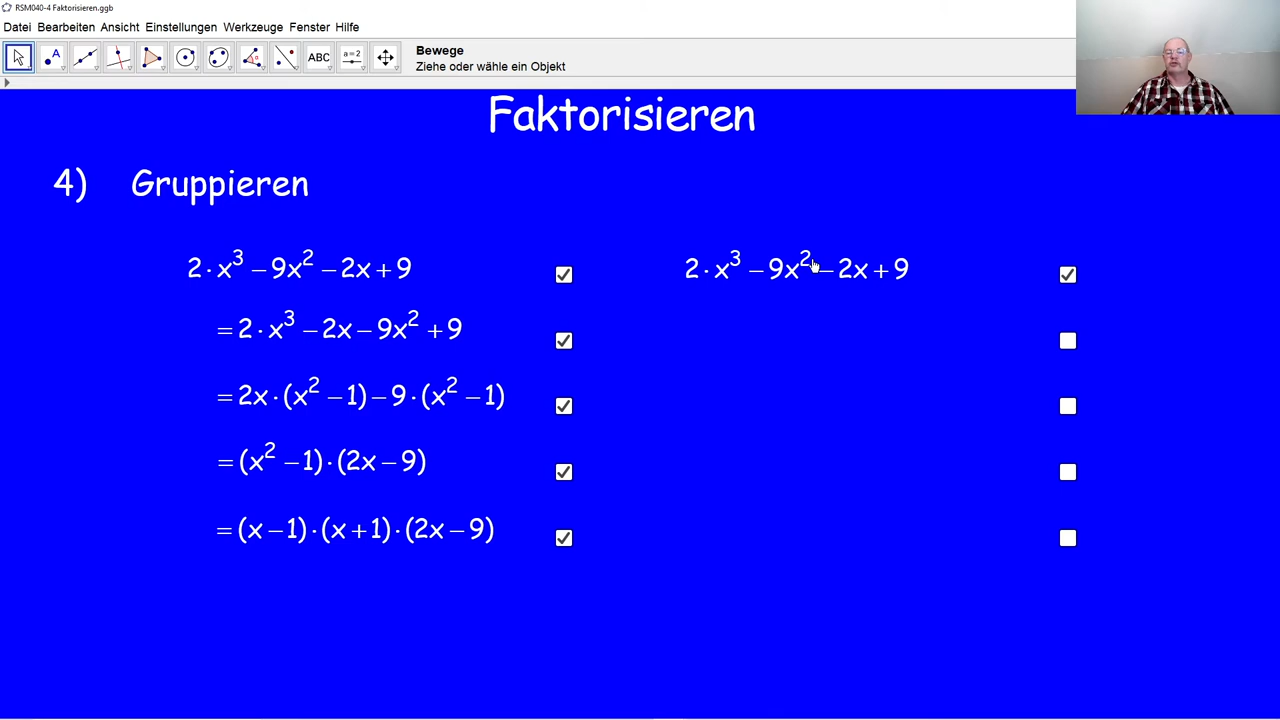 RSM040-4 Faktorisieren.ggb
Datei Bearbeiten Ansicht Einstellungen Werkzeuge Fenster Hilfe
A
ABC
a=2
Bewege
Ziehe oder wähle ein Objekt
Faktorisieren
4) Gruppieren
2·x³ − 9x² − 2x + 9
2·x³ − 9x² − 2x + 9
= 2·x³ − 2x − 9x² + 9
= 2x·(x² − 1) − 9·(x² − 1)
= (x² − 1)·(2x − 9)
= (x − 1)·(x + 1)·(2x − 9)